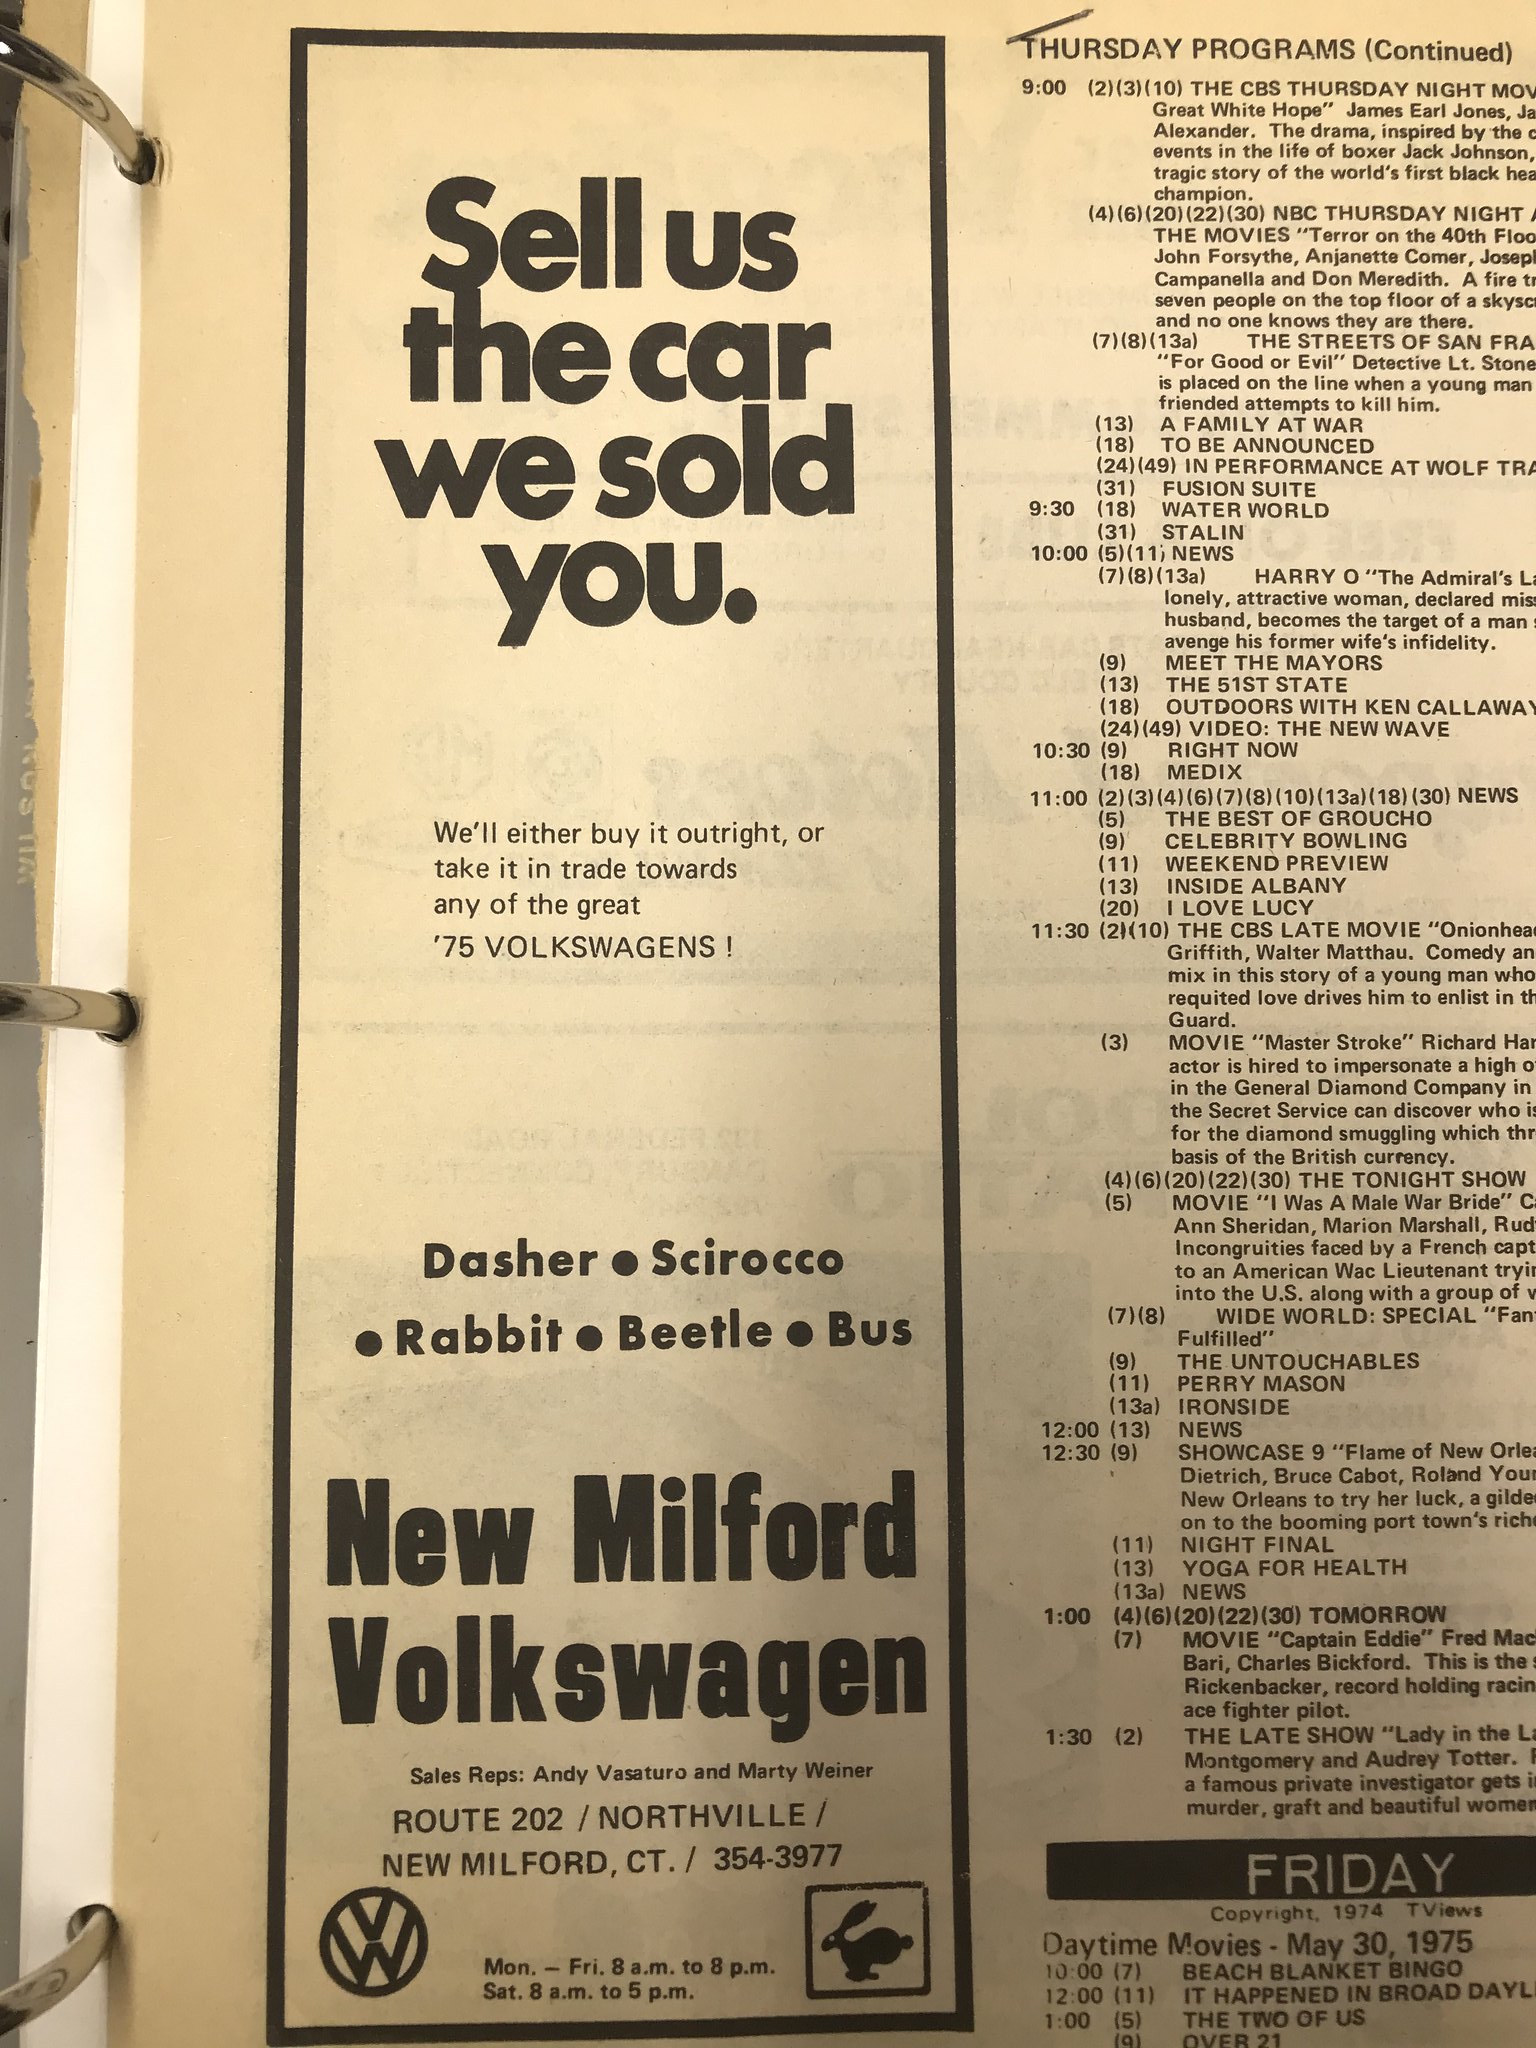 Sell us
the car
we sold
you.
We'll either buy it outright, or
take it in trade towards
any of the great
'75 VOLKSWAGENS !
Dasher ● Scirocco
● Rabbit ● Beetle ● Bus
New Milford
Volkswagen
Sales Reps: Andy Vasaturo and Marty Weiner
ROUTE 202 / NORTHVILLE /
NEW MILFORD, CT. / 354-3977
Mon. – Fri. 8 a.m. to 8 p.m.
Sat. 8 a.m. to 5 p.m.
THURSDAY PROGRAMS (Continued)
9:00 (2)(3)(10) THE CBS THURSDAY NIGHT
Great White Hope" James Earl Jones,
Alexander. The drama, inspired by the
events in the life of boxer Jack Johnson,
tragic story of the world's first black
champion.
(4)(6)(20)(22)(30) NBC THURSDAY NIGHT
THE MOVIES "Terror on the 40th
John Forsythe, Anjanette Comer,
Campanella and Don Meredith. A fire
seven people on the top floor of a
and no one knows they are there.
(7)(8)(13a) THE STREETS OF SAN
"For Good or Evil" Detective Lt. Stone
is placed on the line when a young man
friended attempts to kill him.
(13) A FAMILY AT WAR
(18) TO BE ANNOUNCED
(24)(49) IN PERFORMANCE AT WOLF
(31) FUSION SUITE
9:30 (18) WATER WORLD
(31) STALIN
10:00 (5)(11) NEWS
(7)(8)(13a) HARRY O "The Admiral's
lonely, attractive woman, declared
husband, becomes the target of a man
avenge his former wife's infidelity.
(9) MEET THE MAYORS
(13) THE 51ST STATE
(18) OUTDOORS WITH KEN CALLAWAY
(24)(49) VIDEO: THE NEW WAVE
10:30 (9) RIGHT NOW
(18) MEDIX
11:00 (2)(3)(4)(6)(7)(8)(10)(13a)(18)(30) NEWS
(5) THE BEST OF GROUCHO
(9) CELEBRITY BOWLING
(11) WEEKEND PREVIEW
(13) INSIDE ALBANY
(20) I LOVE LUCY
11:30 (2)(10) THE CBS LATE MOVIE
Griffith, Walter Matthau. Comedy
mix in this story of a young man who
requited love drives him to enlist in
Guard.
(3) MOVIE "Master Stroke" Richard
actor is hired to impersonate a high
in the General Diamond Company in
the Secret Service can discover who
for the diamond smuggling which
basis of the British currency.
(4)(6)(20)(22)(30) THE TONIGHT SHOW
(5) MOVIE "I Was A Male War Bride"
Ann Sheridan, Marion Marshall,
Incongruities faced by a French
to an American Wac Lieutenant
into the U.S. along with a group of
(7)(8) WIDE WORLD: SPECIAL
Fulfilled"
(9) THE UNTOUCHABLES
(11) PERRY MASON
(13a) IRONSIDE
12:00 (13) NEWS
12:30 (9) SHOWCASE 9 "Flame of New
Dietrich, Bruce Cabot, Roland
New Orleans to try her luck, a
on to the booming port town's
(11) NIGHT FINAL
(13) YOGA FOR HEALTH
(13a) NEWS
1:00 (4)(6)(20)(22)(30) TOMORROW
(7) MOVIE "Captain Eddie" Fred
Bari, Charles Bickford. This is the
Rickenbacker, record holding
ace fighter pilot.
1:30 (2) THE LATE SHOW "Lady in the
Montgomery and Audrey Totter.
a famous private investigator gets
murder, graft and beautiful
FRIDAY
Copyright, 1974 TViews
Daytime Movies - May 30, 1975
10:00 (7) BEACH BLANKET BINGO
12:00 (11) IT HAPPENED IN BROAD
1:00 (5) THE TWO OF US
(9) OVER 21